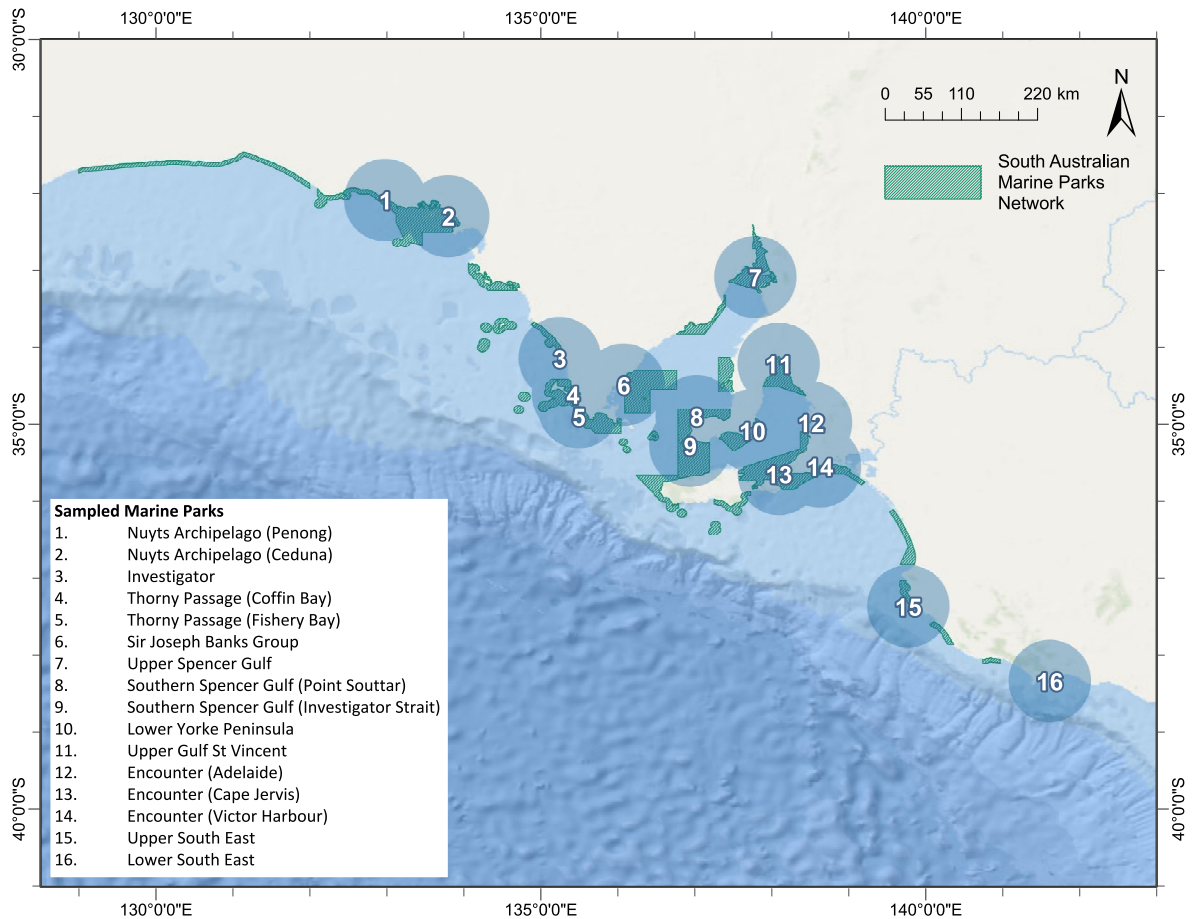 130°0'0"E 135°0'0"E 140°0'0"E
30°0'0"S
N
0 55 110 220 km
South Australian
Marine Parks
Network
1
2
7
3
11
6
4
5
8
12
10
9
14
13
35°0'0"S 35°0'0"S
15
16
Sampled Marine Parks
1. Nuyts Archipelago (Penong)
2. Nuyts Archipelago (Ceduna)
3. Investigator
4. Thorny Passage (Coffin Bay)
5. Thorny Passage (Fishery Bay)
6. Sir Joseph Banks Group
7. Upper Spencer Gulf
8. Southern Spencer Gulf (Point Souttar)
9. Southern Spencer Gulf (Investigator Strait)
10. Lower Yorke Peninsula
11. Upper Gulf St Vincent
12. Encounter (Adelaide)
13. Encounter (Cape Jervis)
14. Encounter (Victor Harbour)
15. Upper South East
16. Lower South East
40°0'0"S 40°0'0"S
130°0'0"E 135°0'0"E 140°0'0"E